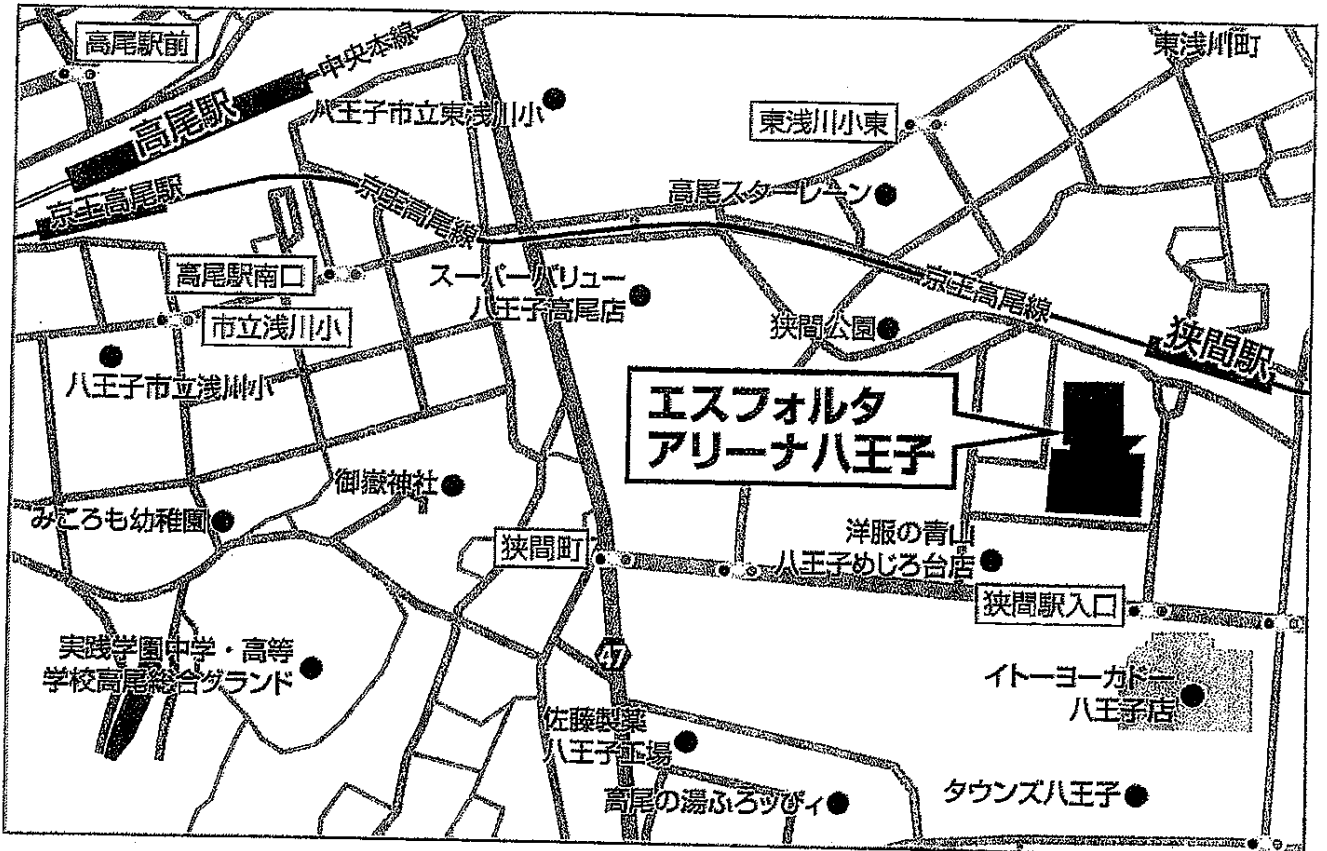 高尾駅前
中央本線
東浅川町
高尾駅
八王子市立東浅川小
東浅川小東
京王高尾駅
京王高尾線
高尾スターレーン
高尾駅南口
スーパーバリュー
八王子高尾店
京王高尾線
市立浅川小
狭間公園
狭間駅
八王子市立浅川小
エスフォルタ
アリーナ八王子
御嶽神社
みころも幼稚園
狭間町
洋服の青山
八王子めじろ台店
狭間駅入口
47
実践学園中学・高等
学校高尾総合グランド
イトーヨーカドー
八王子店
佐藤製薬
八王子工場
高尾の湯ふろッぴィ
タウンズ八王子